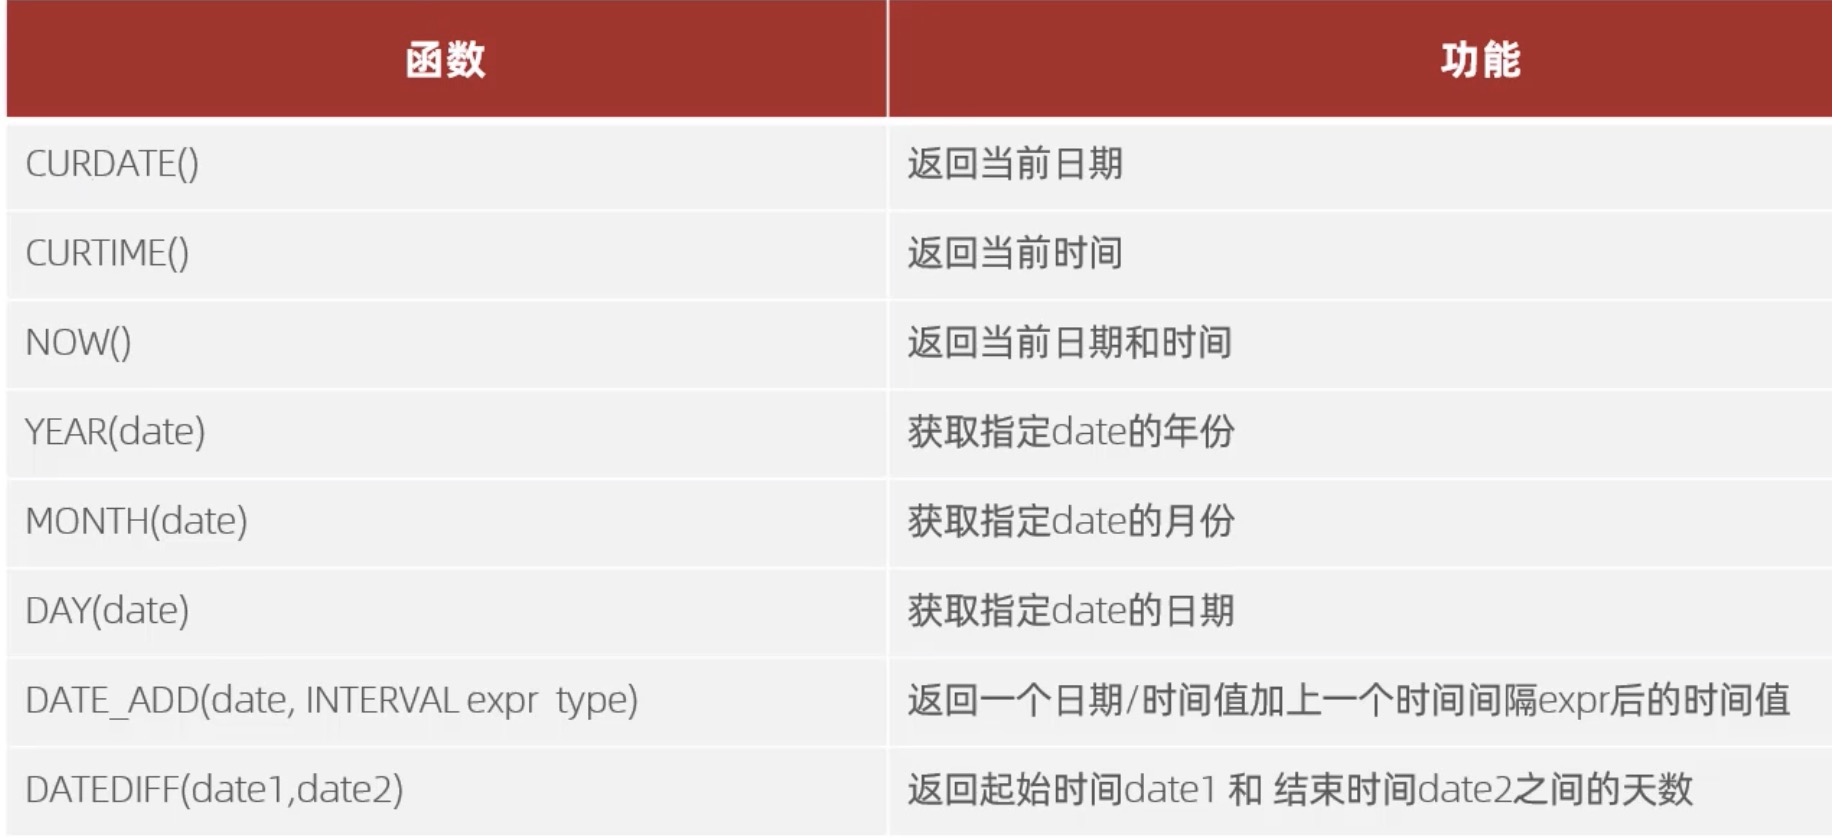 函数 功能
CURDATE() 返回当前日期
CURTIME() 返回当前时间
NOW() 返回当前日期和时间
YEAR(date) 获取指定date的年份
MONTH(date) 获取指定date的月份
DAY(date) 获取指定date的日期
DATE_ADD(date, INTERVAL expr type) 返回一个日期/时间值加上一个时间间隔expr后的时间值
DATEDIFF(date1,date2) 返回起始时间date1 和 结束时间date2之间的天数